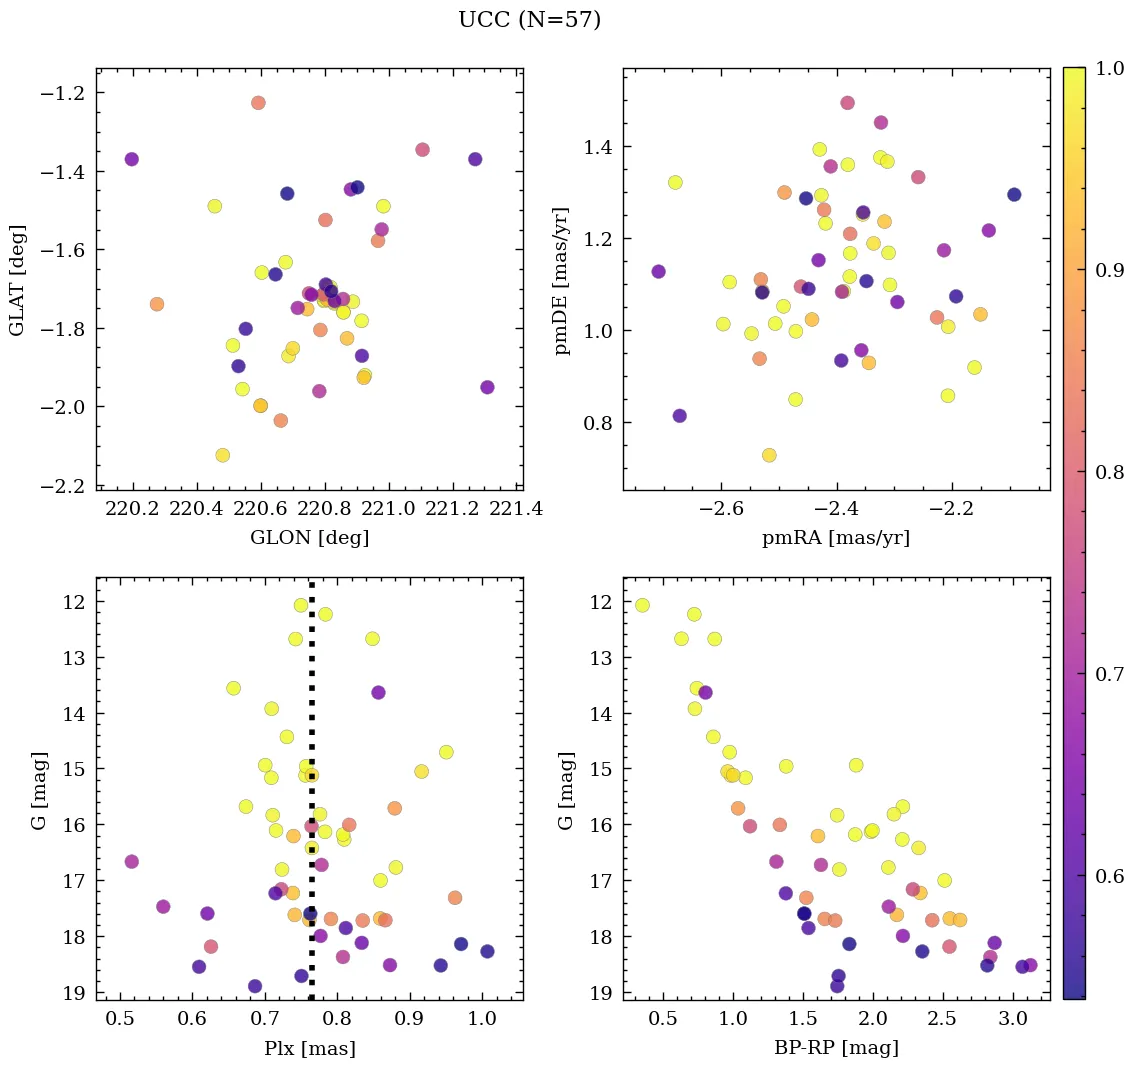 UCC (N=57)
−1.2
−1.4
−1.6
−1.8
−2.0
−2.2
GLAT [deg]
220.2 220.4 220.6 220.8 221.0 221.2 221.4
GLON [deg]
1.4
1.2
1.0
0.8
pmDE [mas/yr]
−2.6 −2.4 −2.2
pmRA [mas/yr]
1.0
0.9
0.8
0.7
0.6
12
13
14
15
16
17
18
19
G [mag]
0.5 0.6 0.7 0.8 0.9 1.0
Plx [mas]
12
13
14
15
16
17
18
19
G [mag]
0.5 1.0 1.5 2.0 2.5 3.0
BP-RP [mag]